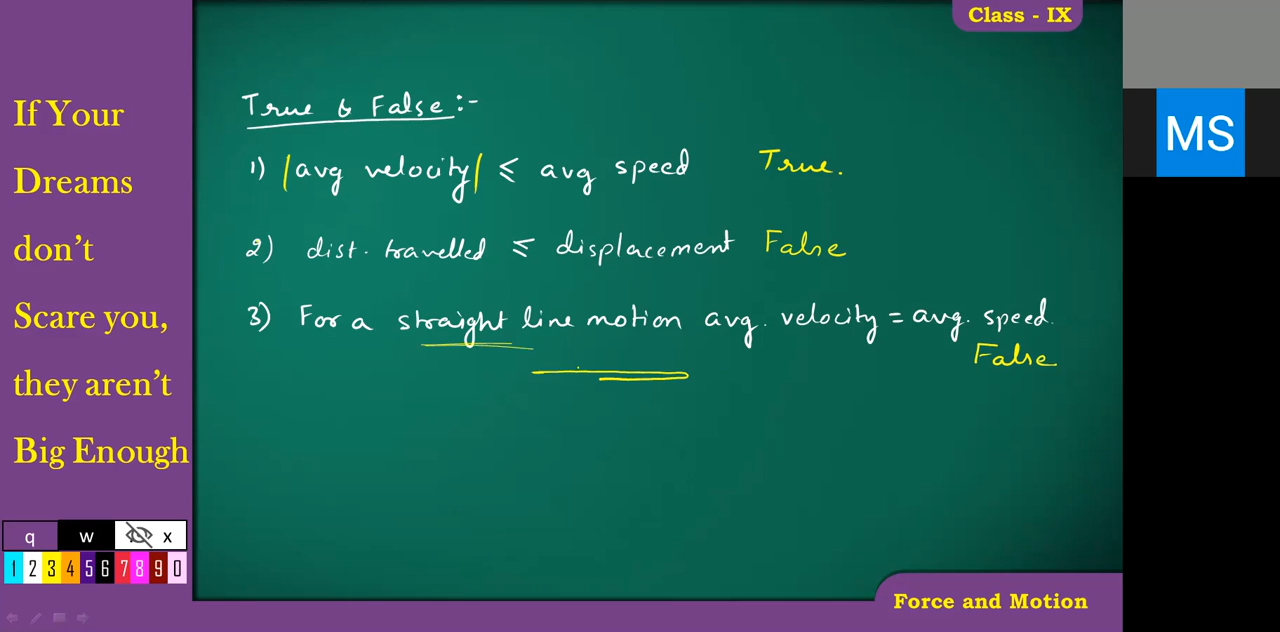 Class - IX
If Your
Dreams
don't
Scare you,
they aren't
Big Enough
True & False:-
1) |avg velocity| ≤ avg speed True.
2) dist. travelled ≤ displacement False
3) For a straight line motion avg. velocity = avg. speed.
False
MS
q w x
1 2 3 4 5 6 7 8 9 0
Force and Motion